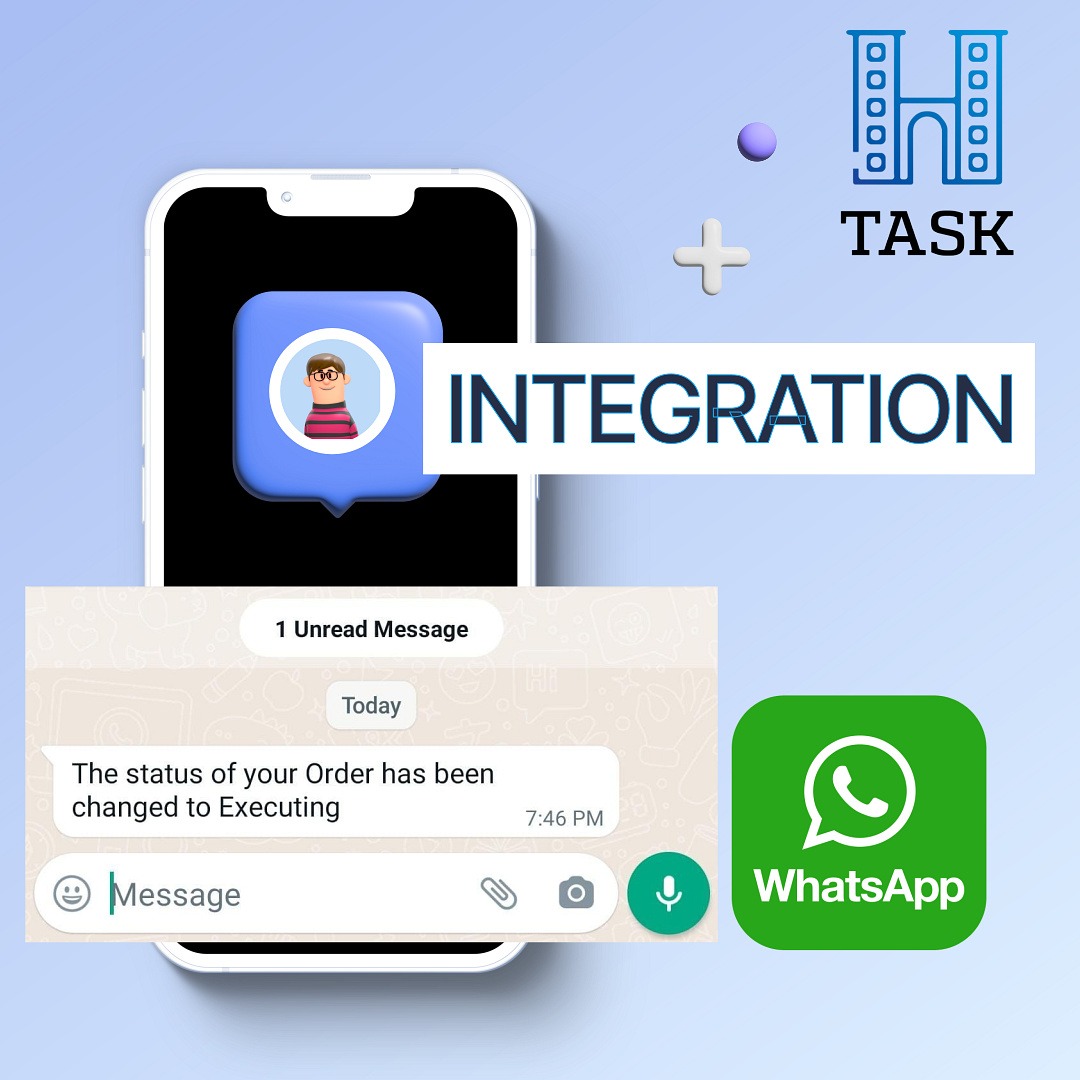 H
TASK
INTEGRATION
1 Unread Message
Today
The status of your Order has been
changed to Executing
7:46 PM
Message
WhatsApp